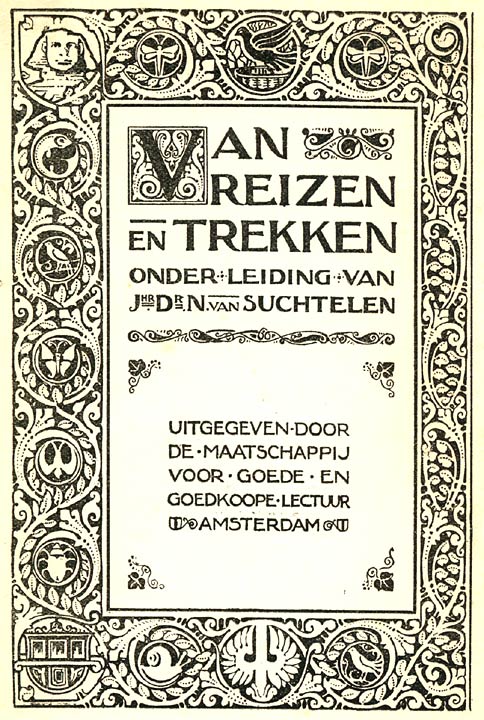 VAN
REIZEN
EN TREKKEN
ONDER LEIDING VAN
JHR DR. N. VAN SUCHTELEN
UITGEGEVEN·DOOR
DE·MAATSCHAPPIJ
VOOR·GOEDE·EN
GOEDKOOPE·LECTUUR
AMSTERDAM